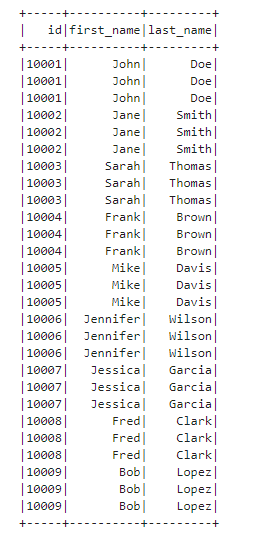 +-----+----------+---------+
|   id|first_name|last_name|
+-----+----------+---------+
|10001|      John|      Doe|
|10001|      John|      Doe|
|10001|      John|      Doe|
|10002|      Jane|    Smith|
|10002|      Jane|    Smith|
|10002|      Jane|    Smith|
|10003|     Sarah|   Thomas|
|10003|     Sarah|   Thomas|
|10003|     Sarah|   Thomas|
|10004|     Frank|    Brown|
|10004|     Frank|    Brown|
|10004|     Frank|    Brown|
|10005|      Mike|    Davis|
|10005|      Mike|    Davis|
|10005|      Mike|    Davis|
|10006|  Jennifer|   Wilson|
|10006|  Jennifer|   Wilson|
|10006|  Jennifer|   Wilson|
|10007|   Jessica|   Garcia|
|10007|   Jessica|   Garcia|
|10007|   Jessica|   Garcia|
|10008|      Fred|    Clark|
|10008|      Fred|    Clark|
|10008|      Fred|    Clark|
|10009|       Bob|    Lopez|
|10009|       Bob|    Lopez|
|10009|       Bob|    Lopez|
+-----+----------+---------+